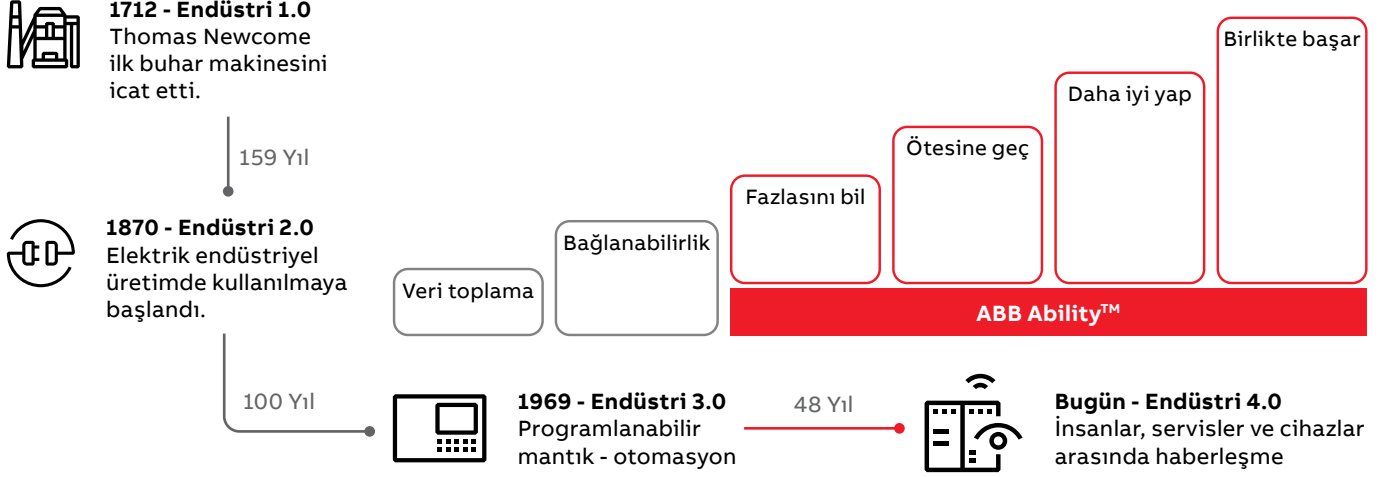 1712 - Endüstri 1.0
Thomas Newcome
ilk buhar makinesini
icat etti.
159 Yıl
1870 - Endüstri 2.0
Elektrik endüstriyel
üretimde kullanılmaya
başlandı.
100 Yıl
1969 - Endüstri 3.0
Programlanabilir
mantık - otomasyon
48 Yıl
Bugün - Endüstri 4.0
İnsanlar, servisler ve cihazlar
arasında haberleşme
Veri toplama
Bağlanabilirlik
Fazlasını bil
Ötesine geç
Daha iyi yap
Birlikte başar
ABB Ability™